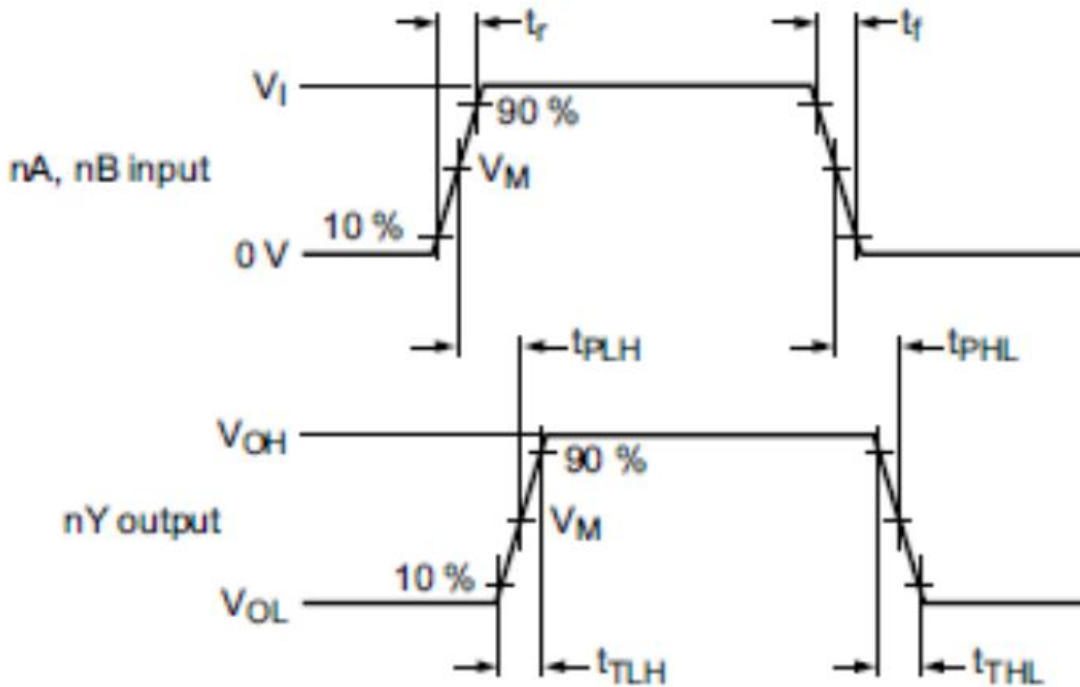 tr
tf
VI
90 %
nA, nB input
VM
10 %
0 V
tPLH
tPHL
VOH
90 %
nY output
VM
10 %
VOL
tTLH
tTHL